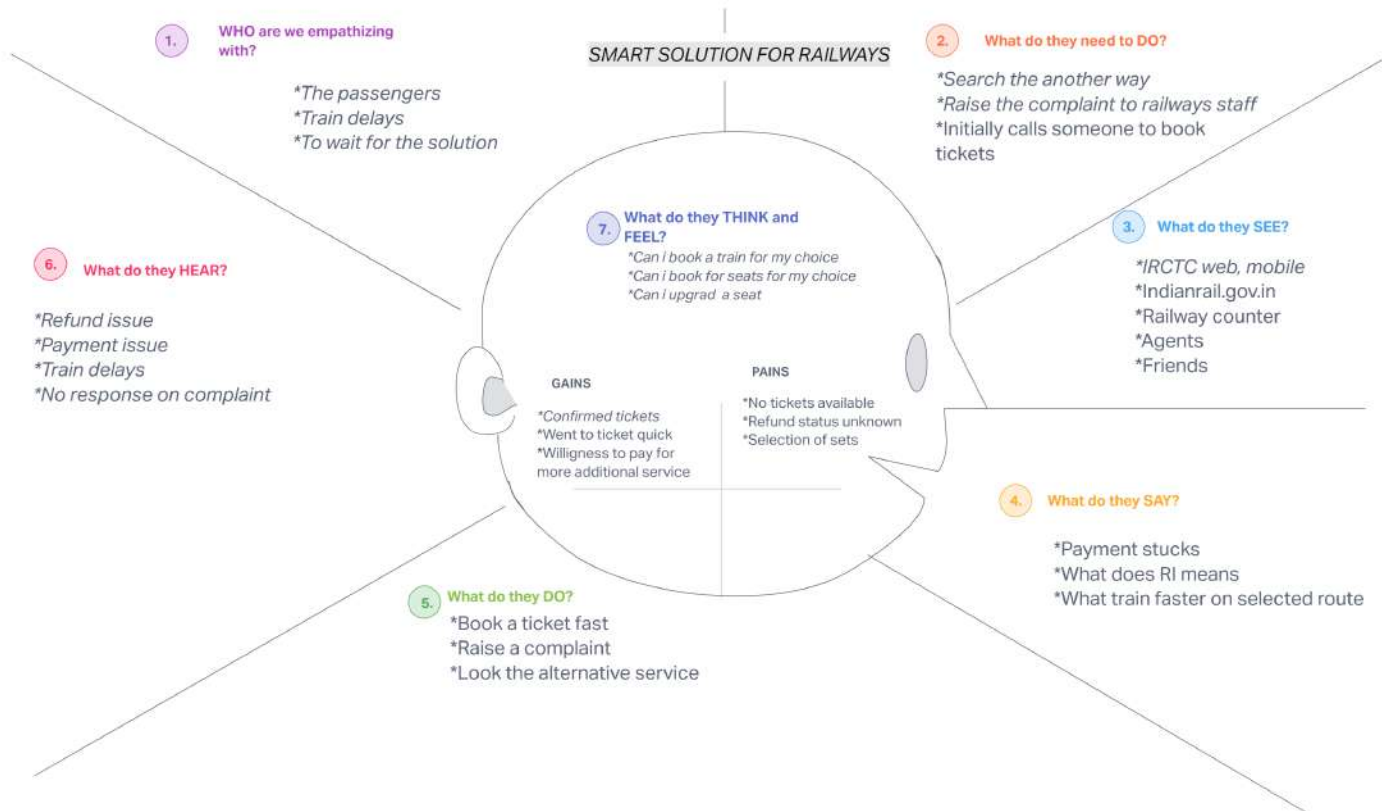 SMART SOLUTION FOR RAILWAYS
1.
WHO are we empathizing
with?
*The passengers
*Train delays
*To wait for the solution
2.
What do they need to DO?
*Search the another way
*Raise the complaint to railways staff
*Initially calls someone to book
tickets
3.
What do they SEE?
*IRCTC web, mobile
*Indianrail.gov.in
*Railway counter
*Agents
*Friends
4.
What do they SAY?
*Payment stucks
*What does RI means
*What train faster on selected route
5.
What do they DO?
*Book a ticket fast
*Raise a complaint
*Look the alternative service
6.
What do they HEAR?
*Refund issue
*Payment issue
*Train delays
*No response on complaint
7.
What do they THINK and
FEEL?
*Can i book a train for my choice
*Can i book for seats for my choice
*Can i upgrad a seat
GAINS
*Confirmed tickets
*Went to ticket quick
*Willigness to pay for
more additional service
PAINS
*No tickets available
*Refund status unknown
*Selection of sets